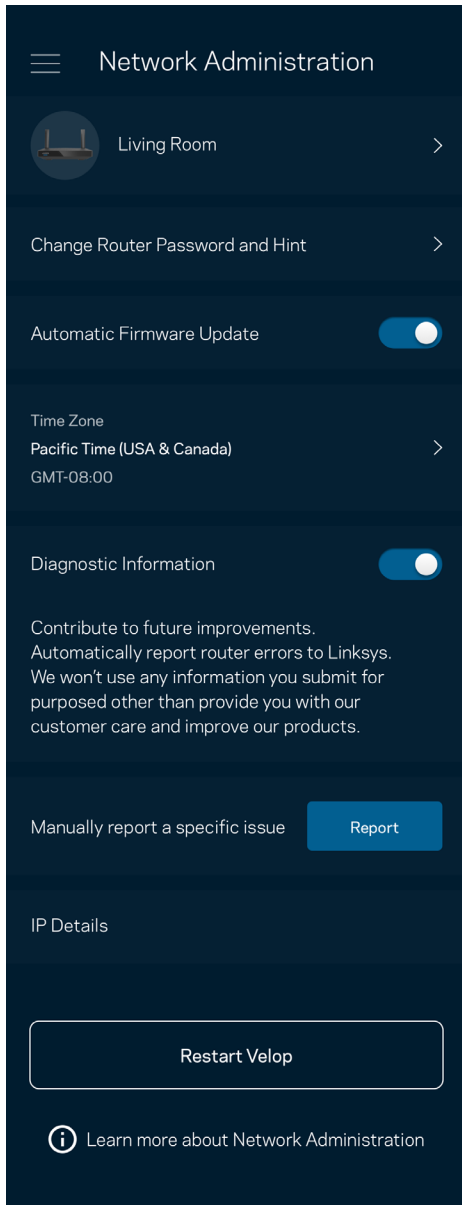 Network Administration
Living Room
Change Router Password and Hint
Automatic Firmware Update
Time Zone
Pacific Time (USA & Canada)
GMT-08:00
Diagnostic Information
Contribute to future improvements.
Automatically report router errors to Linksys.
We won't use any information you submit for
purposed other than provide you with our
customer care and improve our products.
Manually report a specific issue
Report
IP Details
Restart Velop
Learn more about Network Administration